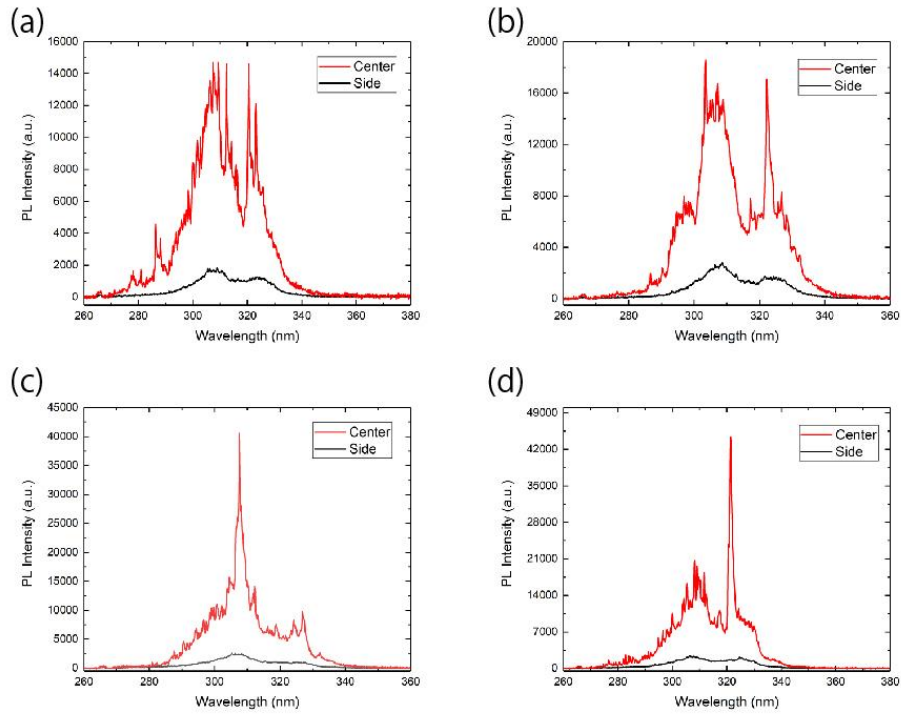 (a)
16000
14000
12000
10000
8000
6000
4000
2000
0
PL Intensity (a.u.)
Center
Side
260 280 300 320 340 360 380
Wavelength (nm)
(b)
20000
16000
12000
8000
4000
0
PL Intensity (a.u.)
Center
Side
260 280 300 320 340 360
Wavelength (nm)
(c)
45000
40000
35000
30000
25000
20000
15000
10000
5000
0
PL Intensity (a.u.)
Center
Side
260 280 300 320 340 360
Wavelength (nm)
(d)
49000
42000
35000
28000
21000
14000
7000
0
PL Intensity (a.u.)
Center
Side
260 280 300 320 340 360 380
Wavelength (nm)